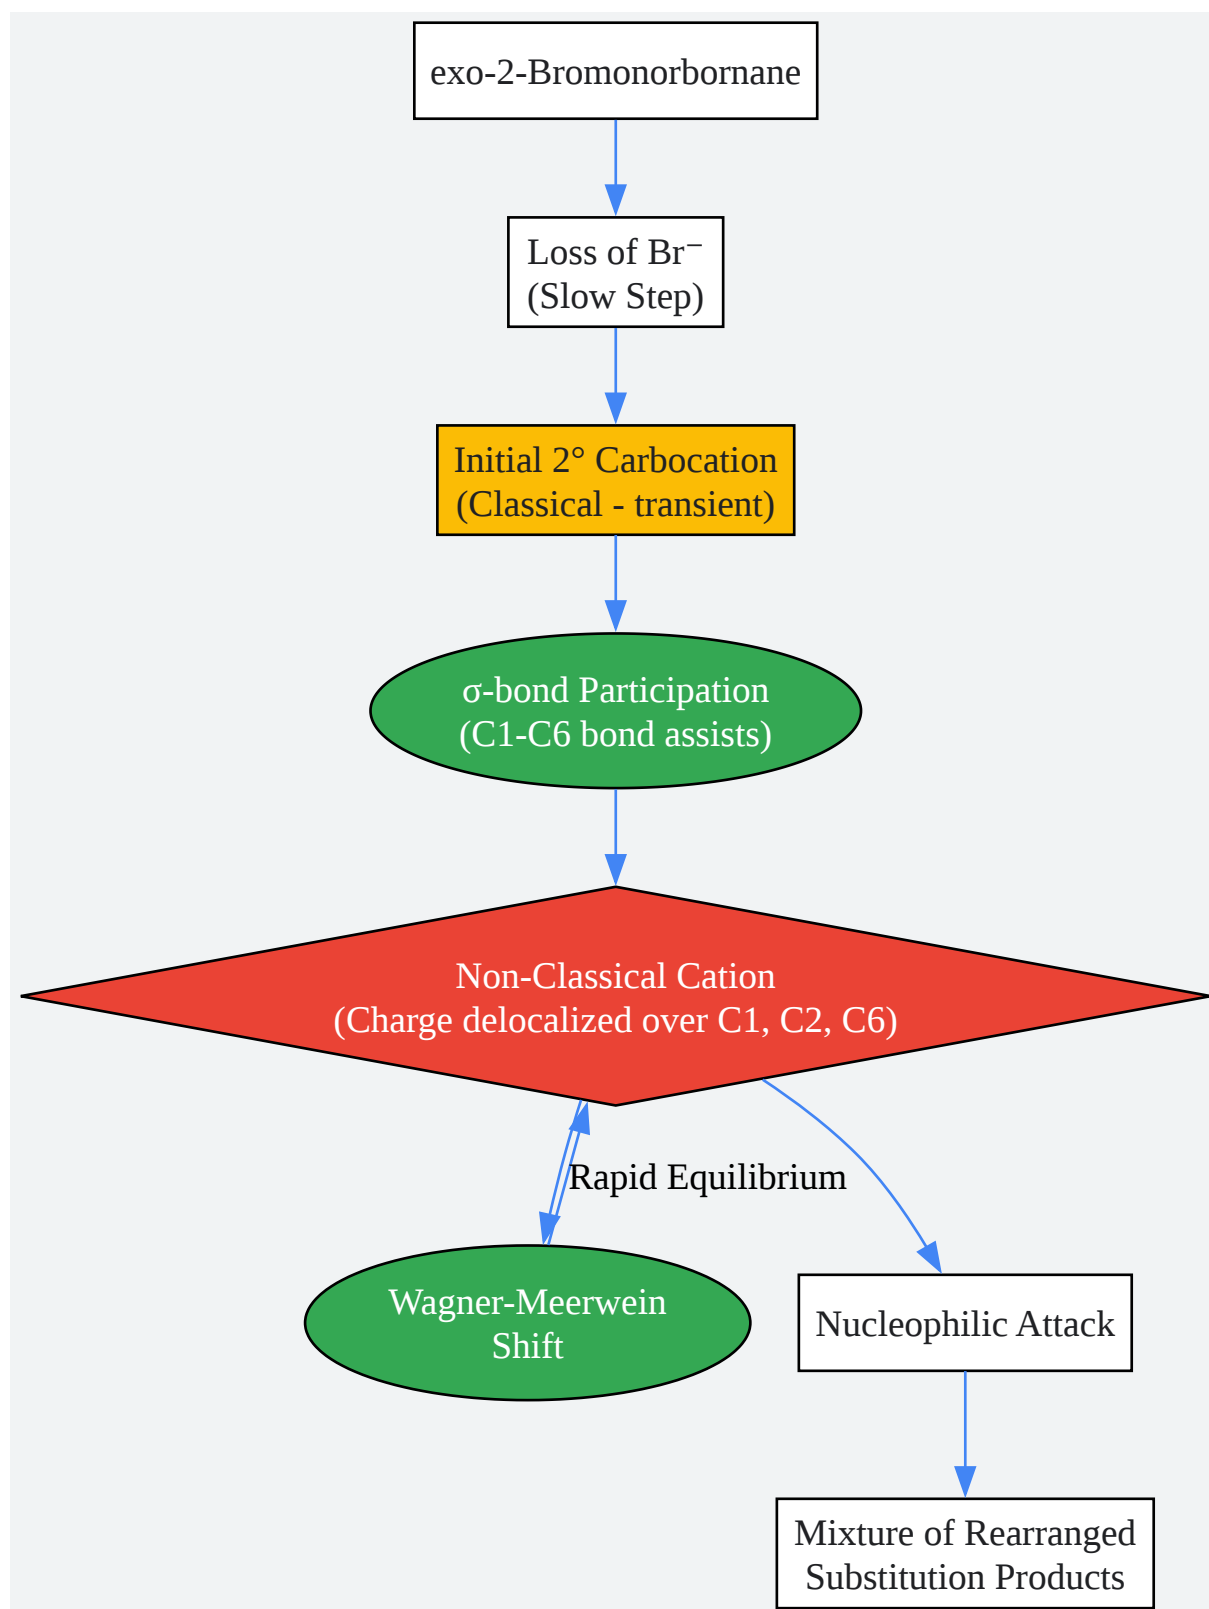 exo-2-Bromonorbornane
Loss of Br⁻
(Slow Step)
Initial 2° Carbocation
(Classical - transient)
σ-bond Participation
(C1-C6 bond assists)
Non-Classical Cation
(Charge delocalized over C1, C2, C6)
Rapid Equilibrium
Wagner-Meerwein
Shift
Nucleophilic Attack
Mixture of Rearranged
Substitution Products